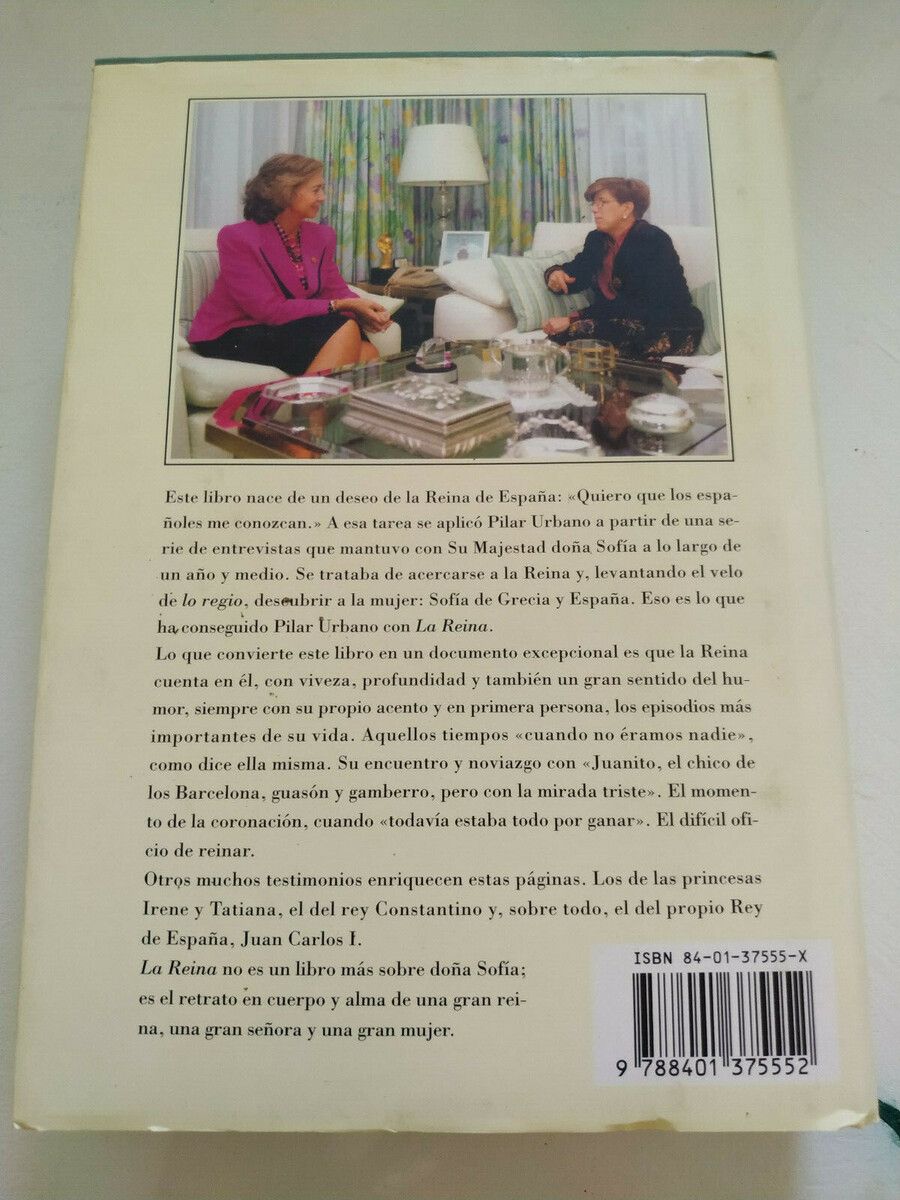 Este libro nace de un deseo de la Reina de España: «Quiero que los espa-
ñoles me conozcan.» A esa tarea se aplicó Pilar Urbano a partir de una se-
rie de entrevistas que mantuvo con Su Majestad doña Sofía a lo largo de
un año y medio. Se trataba de acercarse a la Reina y, levantando el velo
de lo regio, descubrir a la mujer: Sofía de Grecia y España. Eso es lo que
ha conseguido Pilar Urbano con La Reina.
Lo que convierte este libro en un documento excepcional es que la Reina
cuenta en él, con viveza, profundidad y también un gran sentido del hu-
mor, siempre con su propio acento y en primera persona, los episodios más
importantes de su vida. Aquellos tiempos «cuando no éramos nadie»,
como dice ella misma. Su encuentro y noviazgo con «Juanito, el chico de
los Barcelona, guasón y gamberro, pero con la mirada triste». El momen-
to de la coronación, cuando «todavía estaba todo por ganar». El difícil ofi-
cio de reinar.
Otros muchos testimonios enriquecen estas páginas. Los de las princesas
Irene y Tatiana, el del rey Constantino y, sobre todo, el del propio Rey
de España, Juan Carlos I.
La Reina no es un libro más sobre doña Sofía;
es el retrato en cuerpo y alma de una gran rei-
na, una gran señora y una gran mujer.
ISBN 84-01-37555-X
9 788401 375552